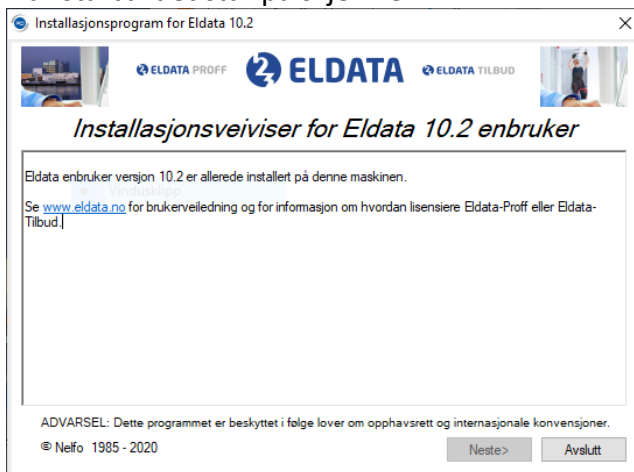 Installasjonsprogram for Eldata 10.2
ELDATA PROFF
2 ELDATA
ELDATA TILBUD
Installasjonsveiviser for Eldata 10.2 enbruker
Eldata enbruker versjon 10.2 er allerede installert på denne maskinen.
Vindusklipp
Se www.eldata.no for brukerveiledning og for informasjon om hvordan lisensiere Eldata-Proff eller Eldata-
Tilbud.
ADVARSEL: Dette programmet er beskyttet i følge lover om opphavsrett og internasjonale konvensjoner.
© Nelfo 1985 - 2020
Neste>
Avslutt